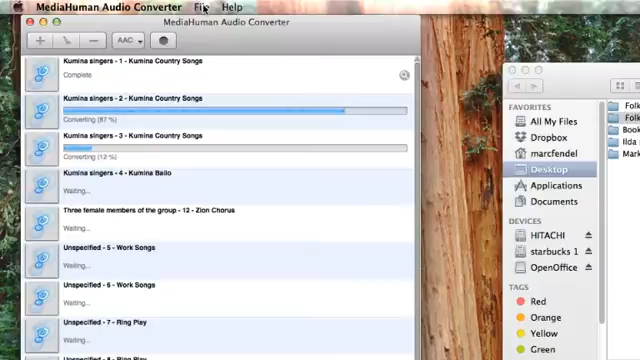 MediaHuman Audio Converter File Help
MediaHuman Audio Converter
AAC
Kumina singers - 1 - Kumina Country Songs
Complete
Kumina singers - 2 - Kumina Country Songs
Converting (87 %)
Kumina singers - 3 - Kumina Country Songs
Converting (12 %)
Kumina singers - 4 - Kumina Bailo
Waiting...
Three female members of the group - 12 - Zion Chorus
Waiting...
Unspecified - 5 - Work Songs
Waiting...
Unspecified - 6 - Work Songs
Waiting...
Unspecified - 7 - Ring Play
Waiting...
FAVORITES
All My Files
Dropbox
marcfendel
Desktop
Applications
Documents
DEVICES
HITACHI
starbucks 1
OpenOffice
TAGS
Red
Orange
Yellow
Green
Folk
Folk
Book
Ilda
Mark